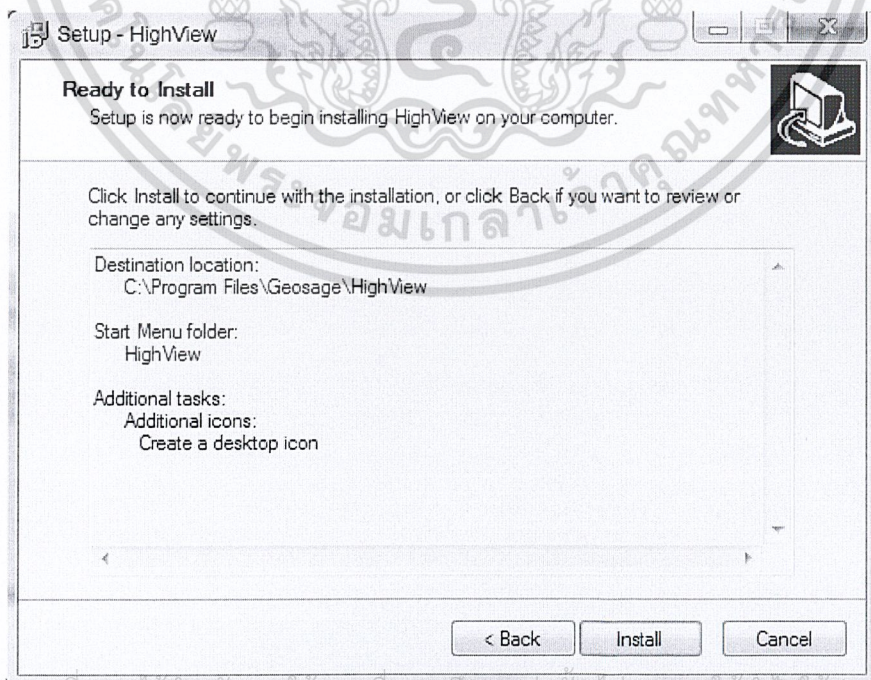 Setup - HighView
Ready to Install
Setup is now ready to begin installing HighView on your computer.
Click Install to continue with the installation, or click Back if you want to review or
change any settings.
Destination location:
C:\Program Files\Geosage\HighView
Start Menu folder:
HighView
Additional tasks:
Additional icons:
Create a desktop icon
< Back
Install
Cancel